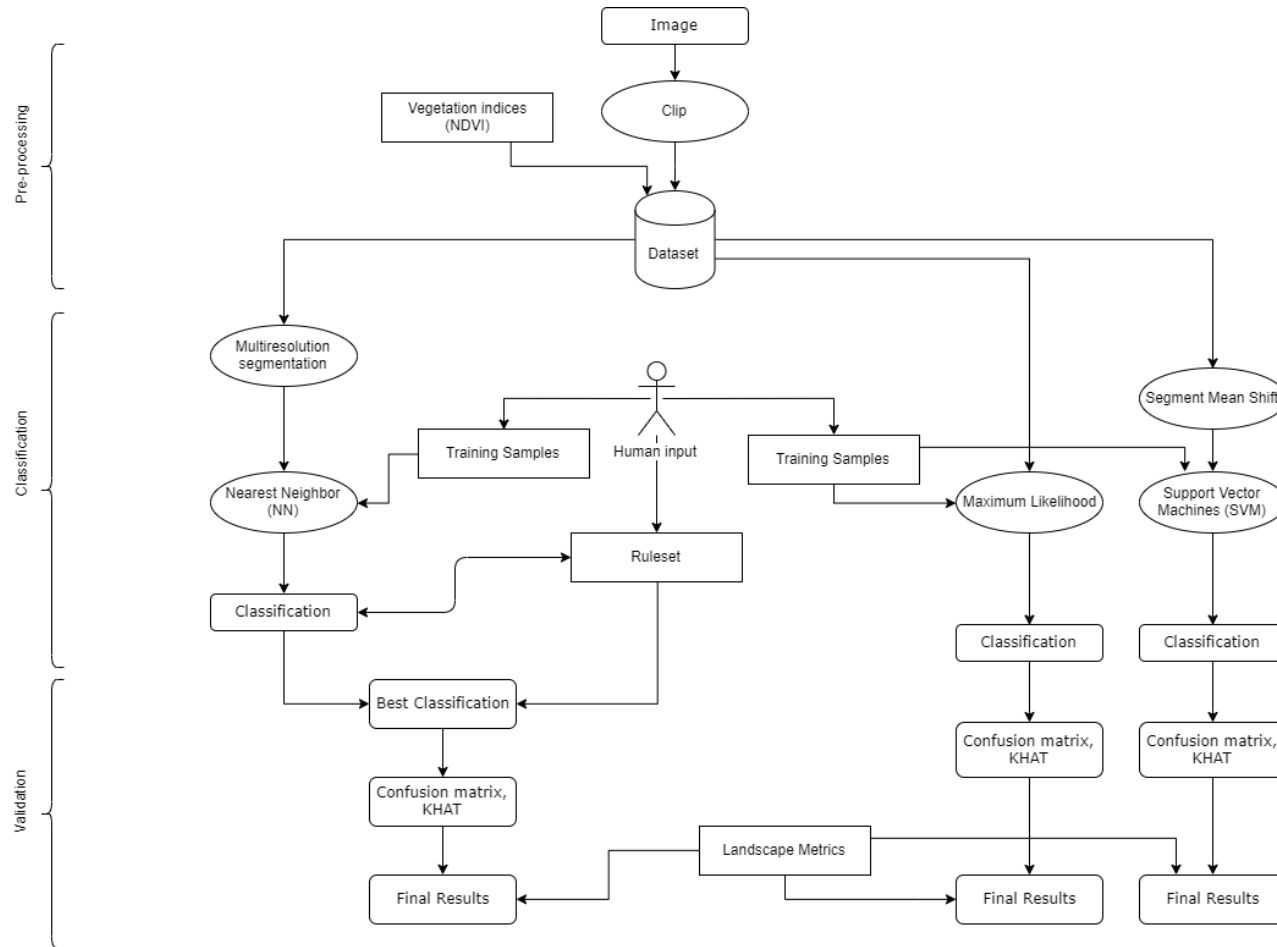 Image
Pre-processing
Vegetation indices
(NDVI)
Clip
Dataset
Classification
Multiresolution
segmentation
Segment Mean Shift
Human input
Training Samples
Training Samples
Nearest Neighbor
(NN)
Maximum Likelihood
Support Vector
Machines (SVM)
Ruleset
Classification
Classification
Classification
Validation
Best Classification
Confusion matrix,
KHAT
Confusion matrix,
KHAT
Confusion matrix,
KHAT
Landscape Metrics
Final Results
Final Results
Final Results